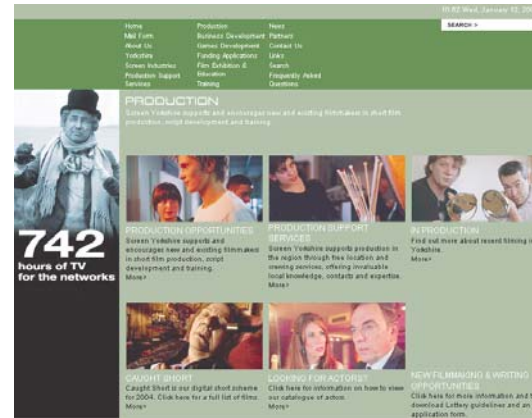 01:52 Wed, January 12, 20
SEARCH >
Home
Mail Form
About Us
Yorkshire
Screen Industries
Production Support
Services
Production
Business Development
Games Development
Funding Applications
Film Exhibition &
Education
Training
News
Partners
Contact Us
Links
Search
Frequently Asked
Questions
PRODUCTION
Screen Yorkshire supports and encourages new and existing filmmakers in short film
production, script development and training.
742
hours of TV
for the networks
PRODUCTION OPPORTUNITIES
Screen Yorkshire supports and
encourages new and existing filmmakers
in short film production, script
development and training.
More>
PRODUCTION SUPPORT
SERVICES
Screen Yorkshire supports production in
the region through free location and
crewing services, offering invaluable
local knowledge, contacts and expertise.
More>
IN PRODUCTION
Find out more about recent filming in
Yorkshire.
More>
CAUGHT SHORT
Caught Short is our digital short scheme
for 2004. Click here for a full list of films.
More>
LOOKING FOR ACTORS?
Click here for information on how to view
our catalogue of actors.
More>
NEW FILMMAKING & WRITING
OPPORTUNITIES
Click here for more information and
download Lottery guidelines and an
application form.